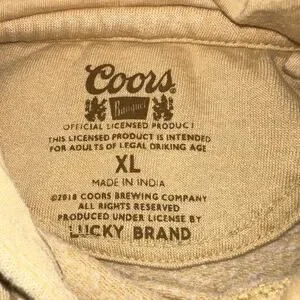 Coors
Banquet
OFFICIAL LICENSED PRODUCT
THIS LICENSED PRODUCT IS INTENDED
FOR ADULTS OF LEGAL DRIKING AGE
XL
MADE IN INDIA
©2018 COORS BREWING COMPANY
ALL RIGHTS RESERVED
PRODUCED UNDER LICENSE BY
LUCKY BRAND